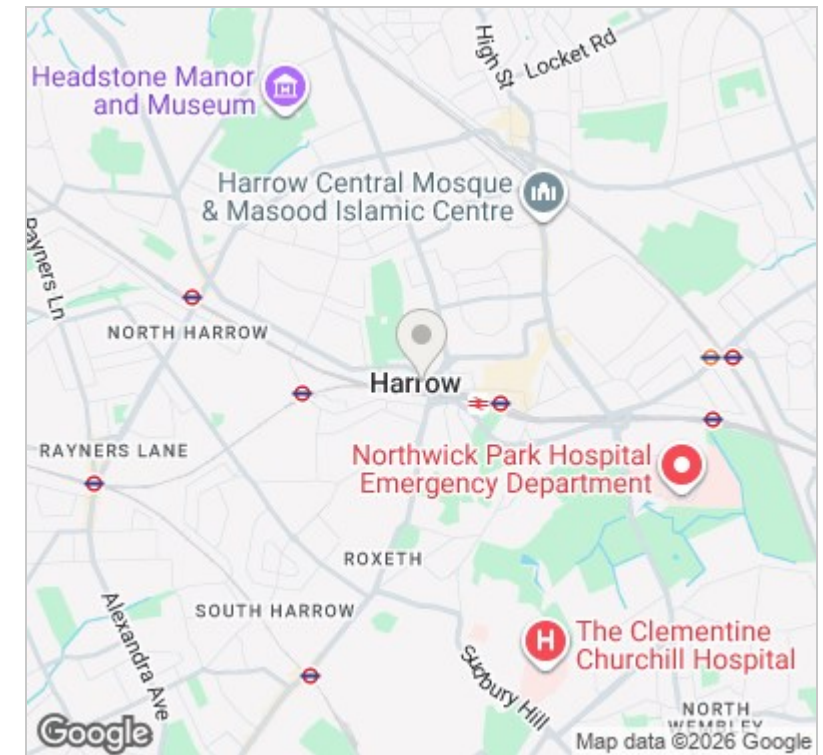 High St
Locket Rd
Headstone Manor
and Museum
Harrow Central Mosque
& Masood Islamic Centre
Rayners Ln
NORTH HARROW
Harrow
RAYNERS LANE
Northwick Park Hospital
Emergency Department
ROXETH
SOUTH HARROW
Alexandra Ave
Sudbury Hill
H
The Clementine
Churchill Hospital
NORTH
WEMBLEY
Google
Map data ©2026 Google